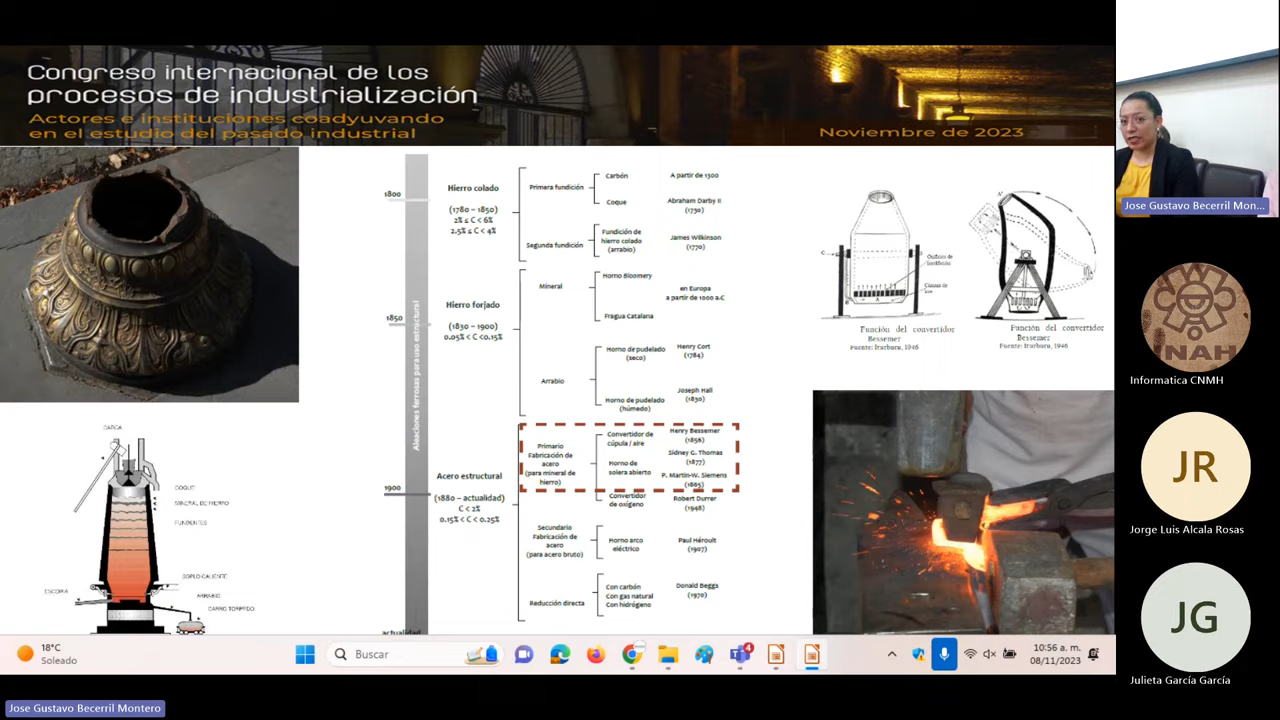 Congreso internacional de los
procesos de industrialización
Actores e instituciones coadyuvando
en el estudio del pasado industrial
Noviembre de 2023
1800
1850
1900
actualidad
Aleaciones ferrosas para uso estructural
Hierro colado
(1780 – 1850)
2% ≤ C < 6%
2.5% ≤ C < 4%
Primera fundición
Carbón
A partir de 1300
Coque
Abraham Darby II
(1730)
Segunda fundición
Fundición de
hierro colado
(arrabio)
James Wilkinson
(1770)
Hierro forjado
(1830 – 1900)
0.05% < C <0.15%
Mineral
Horno Bloomery
en Europa
a partir de 1000 a.C
Fragua Catalana
Arrabio
Horno de pudelado
(seco)
Henry Cort
(1784)
Horno de pudelado
(húmedo)
Joseph Hall
(1830)
Acero estructural
(1880 – actualidad)
C < 2%
0.15% < C < 0.25%
Primario
Fabricación de
acero
(para mineral de
hierro)
Convertidor de
cúpula / aire
Henry Bessemer
(1856)
Sidney G. Thomas
(1877)
Horno de
solera abierto
P. Martin-W. Siemens
(1865)
Convertidor
de oxígeno
Robert Durrer
(1948)
Secundario
Fabricación de
acero
(para acero bruto)
Horno arco
eléctrico
Paul Héroult
(1907)
Reducción directa
Con carbón
Con gas natural
Con hidrógeno
Donald Beggs
(1970)
Función del convertidor
Bessemer
Fuente: Iturburu, 1946
Función del convertidor
Bessemer
Fuente: Iturburu, 1946
CARGA
COQUE
MINERAL DE HIERRO
FUNDENTES
SOPLO CALIENTE
ESCORIA
ARRABIO
CARRO TORPEDO
18°C
Soleado
Buscar
4
10:56 a. m.
08/11/2023
Jose Gustavo Becerril Montero
Jose Gustavo Becerril Mon...
INAH
Informatica CNMH
JR
Jorge Luis Alcala Rosas
JG
Julieta García García